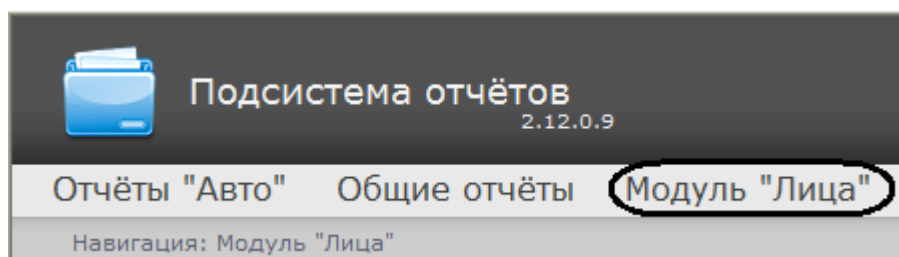 Подсистема отчётов
2.12.0.9
Отчёты "Авто" Общие отчёты Модуль "Лица"
Навигация: Модуль "Лица"